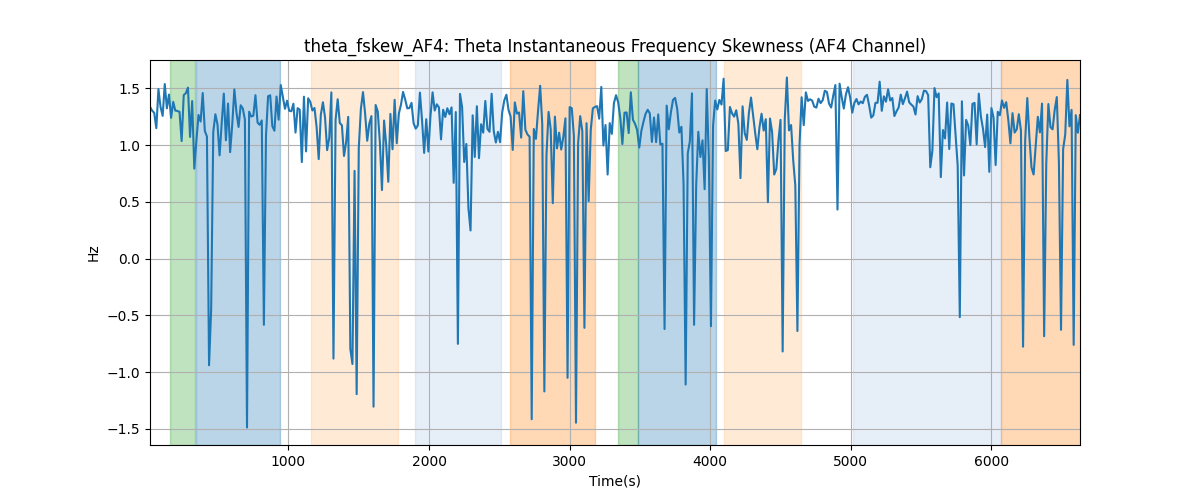 theta_fskew_AF4: Theta Instantaneous Frequency Skewness (AF4 Channel)
Hz
1.5
1.0
0.5
0.0
−0.5
−1.0
−1.5
1000 2000 3000 4000 5000 6000
Time(s)